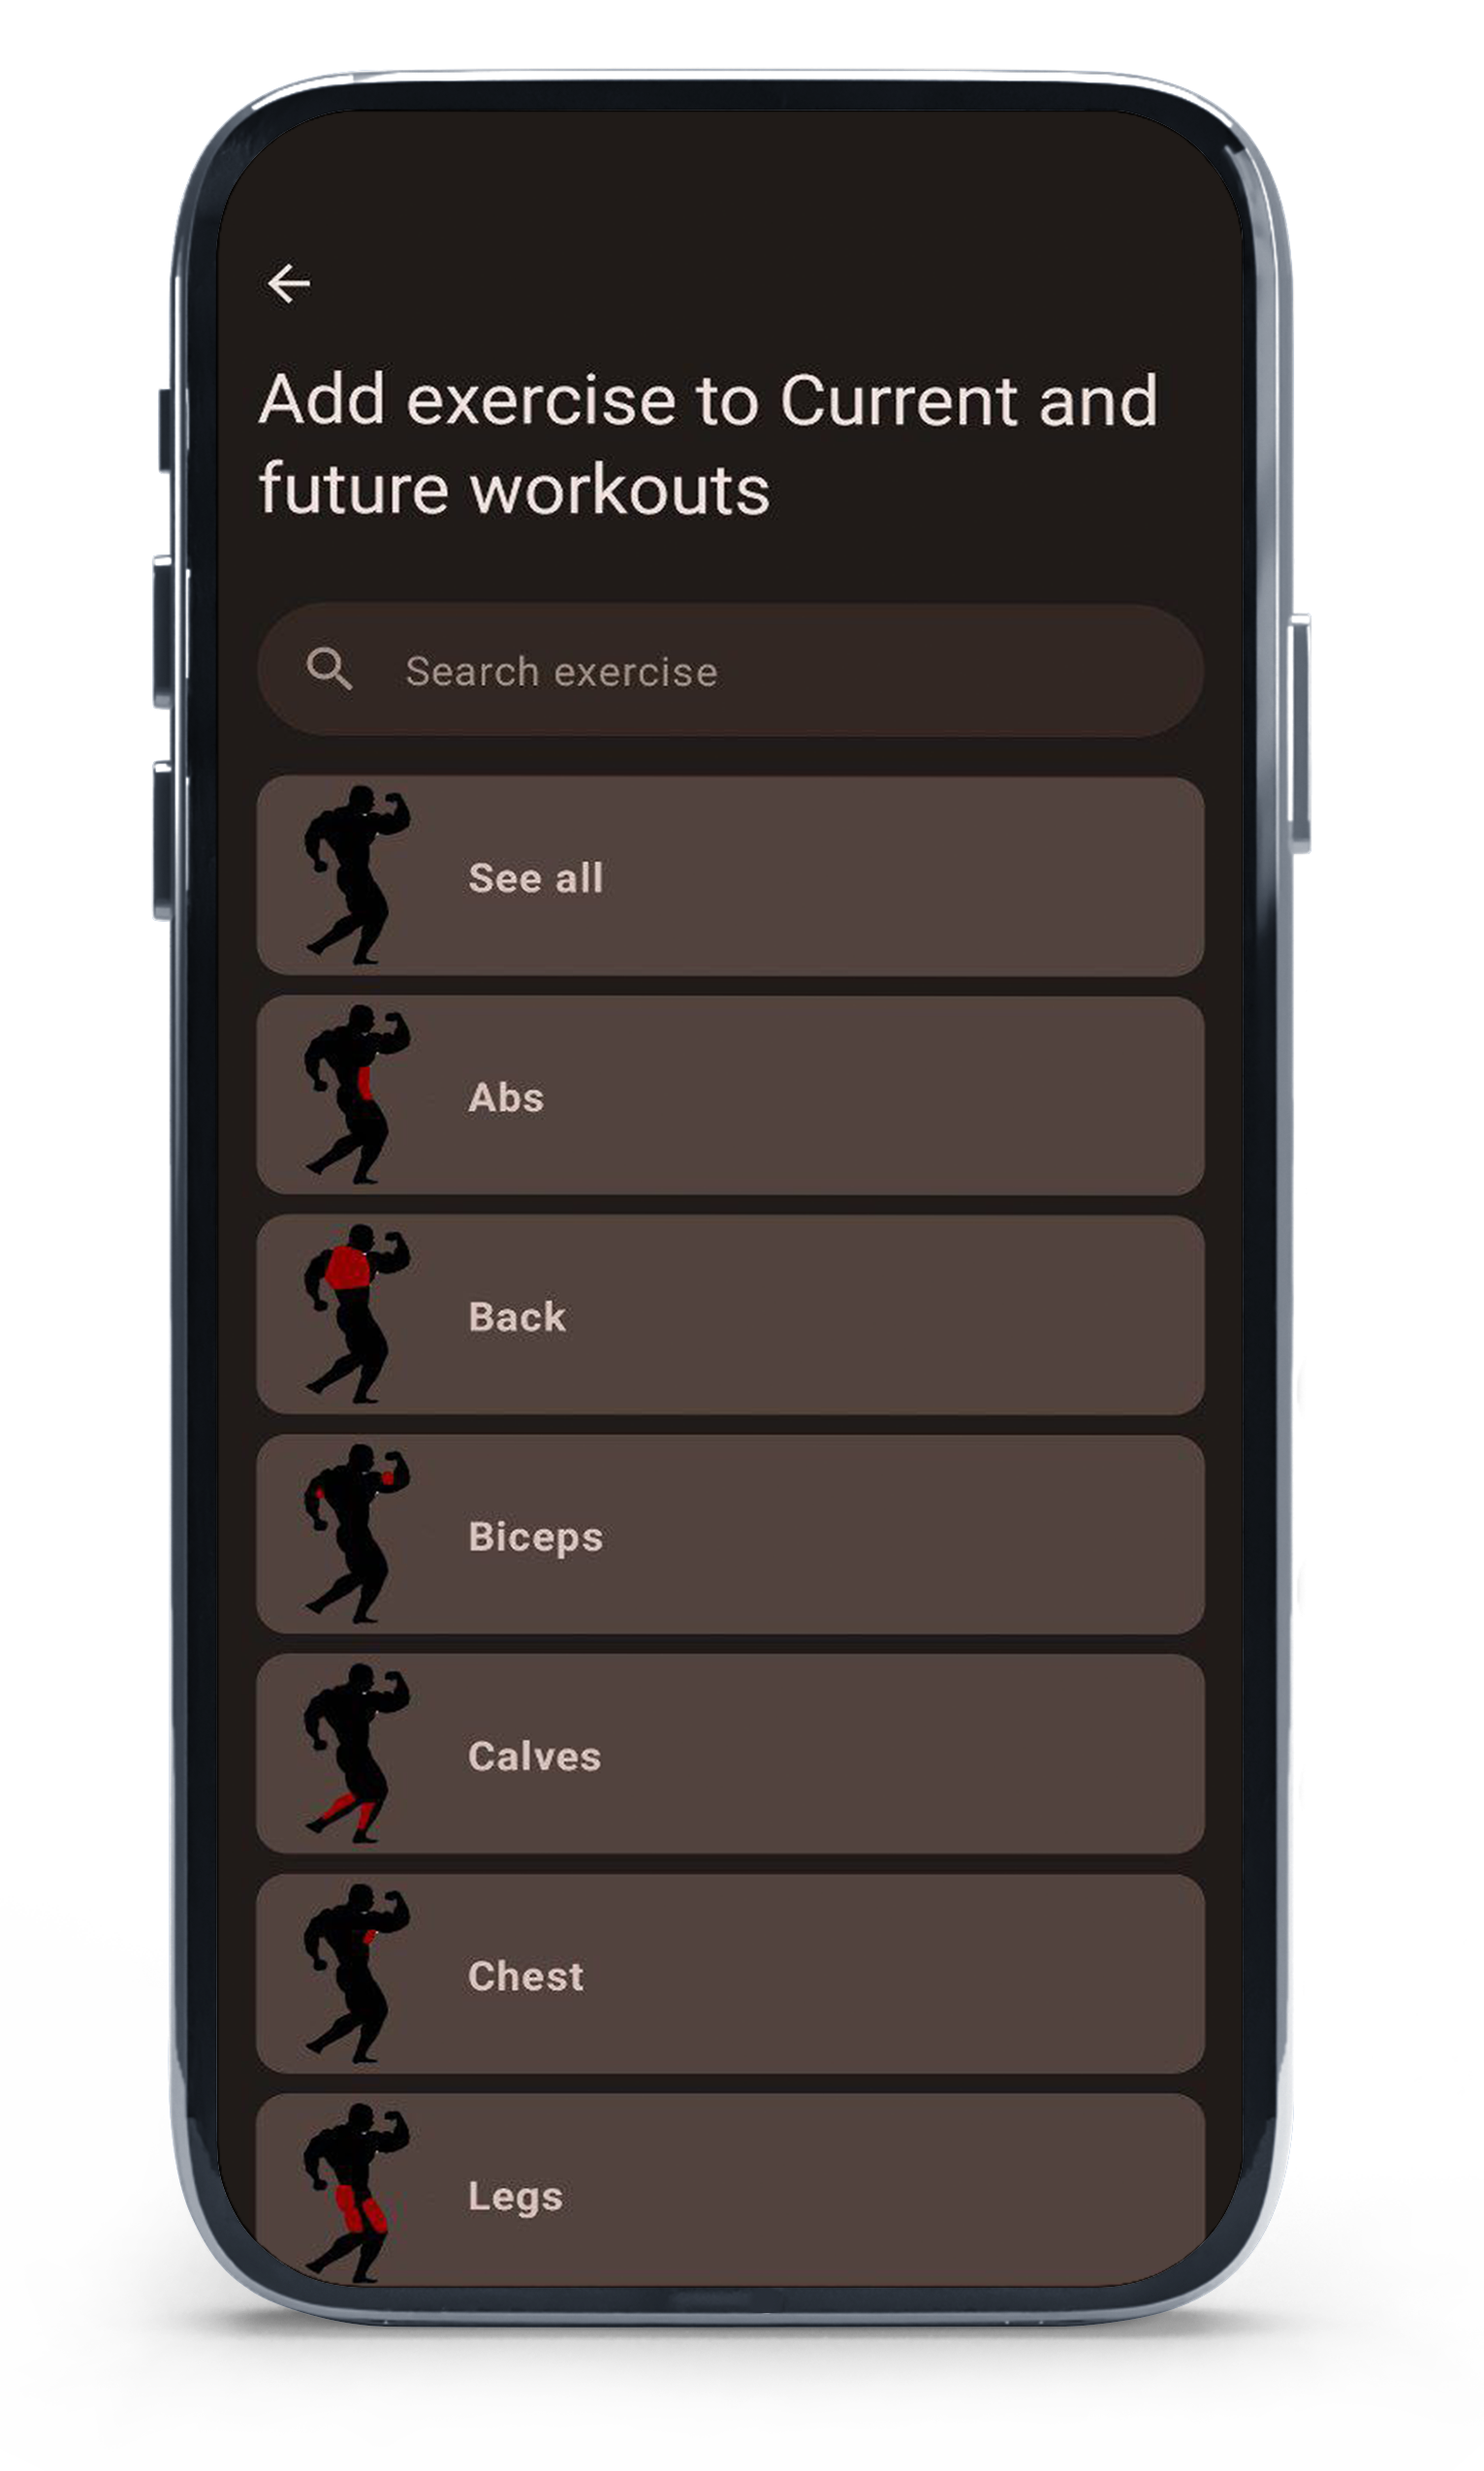 Add exercise to Current and
future workouts
Search exercise
See all
Abs
Back
Biceps
Calves
Chest
Legs